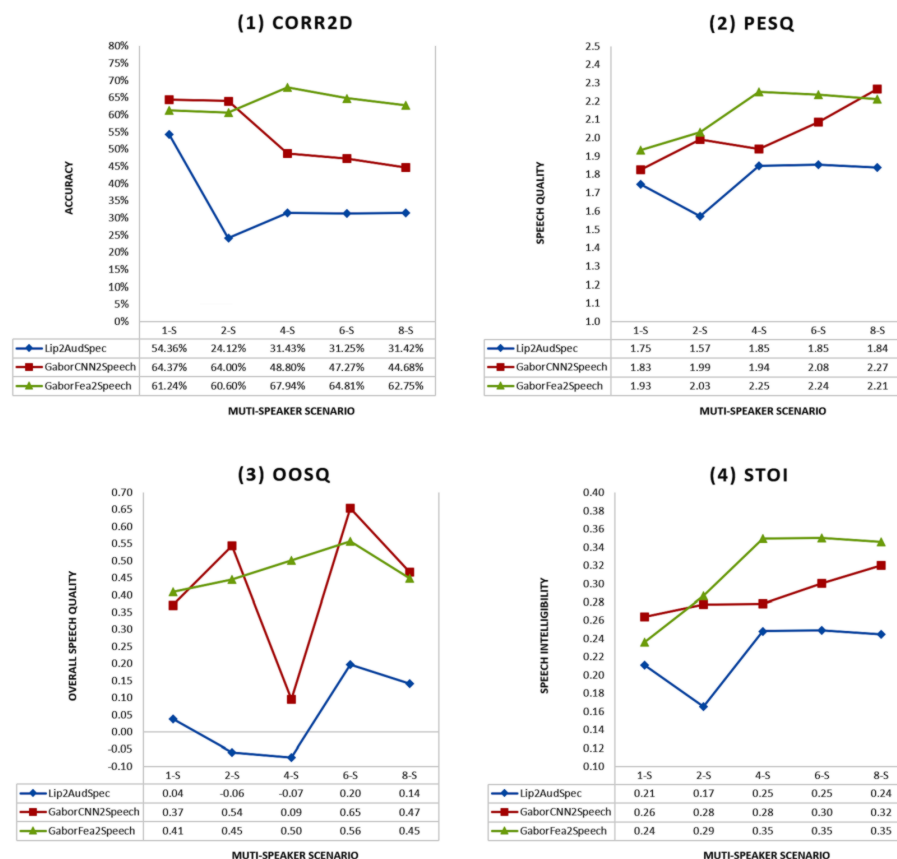 (1) CORR2D
80%
75%
70%
65%
60%
55%
50%
45%
40%
35%
30%
25%
20%
15%
10%
5%
0%
ACCURACY
1-S 2-S 4-S 6-S 8-S
Lip2AudSpec 54.36% 24.12% 31.43% 31.25% 31.42%
GaborCNN2Speech 64.37% 64.00% 48.80% 47.27% 44.68%
GaborFea2Speech 61.24% 60.60% 67.94% 64.81% 62.75%
MUTI-SPEAKER SCENARIO
(2) PESQ
2.5
2.4
2.3
2.2
2.1
2.0
1.9
1.8
1.7
1.6
1.5
1.4
1.3
1.2
1.1
1.0
SPEECH QUALITY
1-S 2-S 4-S 6-S 8-S
Lip2AudSpec 1.75 1.57 1.85 1.85 1.84
GaborCNN2Speech 1.83 1.99 1.94 2.08 2.27
GaborFea2Speech 1.93 2.03 2.25 2.24 2.21
MUTI-SPEAKER SCENARIO
(3) OOSQ
0.70
0.65
0.60
0.55
0.50
0.45
0.40
0.35
0.30
0.25
0.20
0.15
0.10
0.05
0.00
-0.05
-0.10
OVERALL SPEECH QUALITY
1-S 2-S 4-S 6-S 8-S
Lip2AudSpec 0.04 -0.06 -0.07 0.20 0.14
GaborCNN2Speech 0.37 0.54 0.09 0.65 0.47
GaborFea2Speech 0.41 0.45 0.50 0.56 0.45
MUTI-SPEAKER SCENARIO
(4) STOI
0.40
0.38
0.36
0.34
0.32
0.30
0.28
0.26
0.24
0.22
0.20
0.18
0.16
0.14
0.12
0.10
SPEECH INTELLIGIBILITY
1-S 2-S 4-S 6-S 8-S
Lip2AudSpec 0.21 0.17 0.25 0.25 0.24
GaborCNN2Speech 0.26 0.28 0.28 0.30 0.32
GaborFea2Speech 0.24 0.29 0.35 0.35 0.35
MUTI-SPEAKER SCENARIO